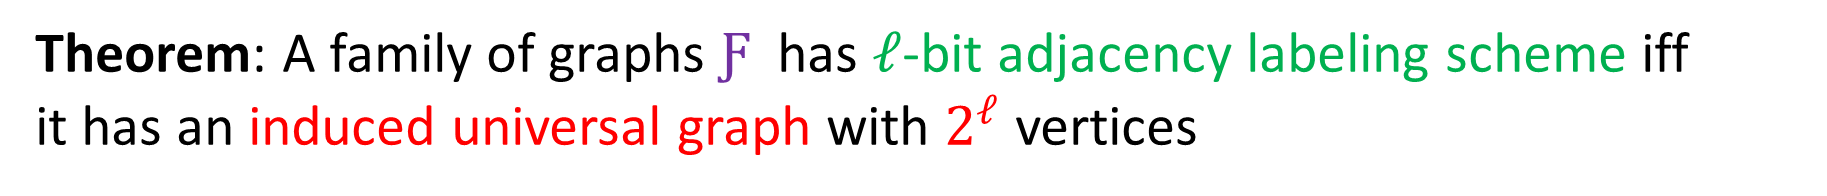 Theorem: A family of graphs Ƒ has ℓ-bit adjacency labeling scheme iff
it has an induced universal graph with 2^ℓ vertices